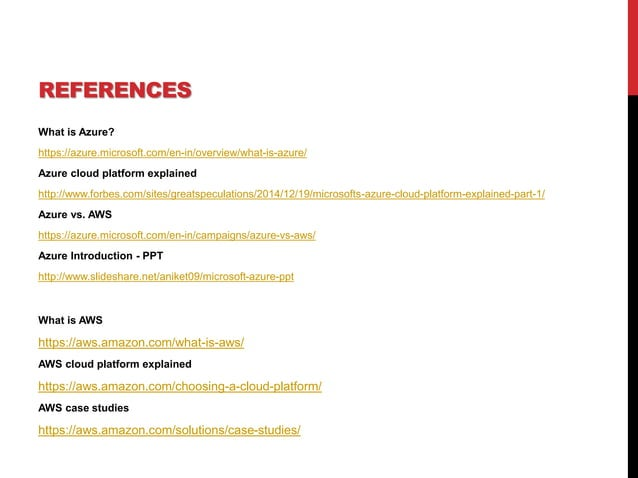 REFERENCES
What is Azure?
https://azure.microsoft.com/en-in/overview/what-is-azure/
Azure cloud platform explained
http://www.forbes.com/sites/greatspeculations/2014/12/19/microsofts-azure-cloud-platform-explained-part-1/
Azure vs. AWS
https://azure.microsoft.com/en-in/campaigns/azure-vs-aws/
Azure Introduction - PPT
http://www.slideshare.net/aniket09/microsoft-azure-ppt
What is AWS
https://aws.amazon.com/what-is-aws/
AWS cloud platform explained
https://aws.amazon.com/choosing-a-cloud-platform/
AWS case studies
https://aws.amazon.com/solutions/case-studies/